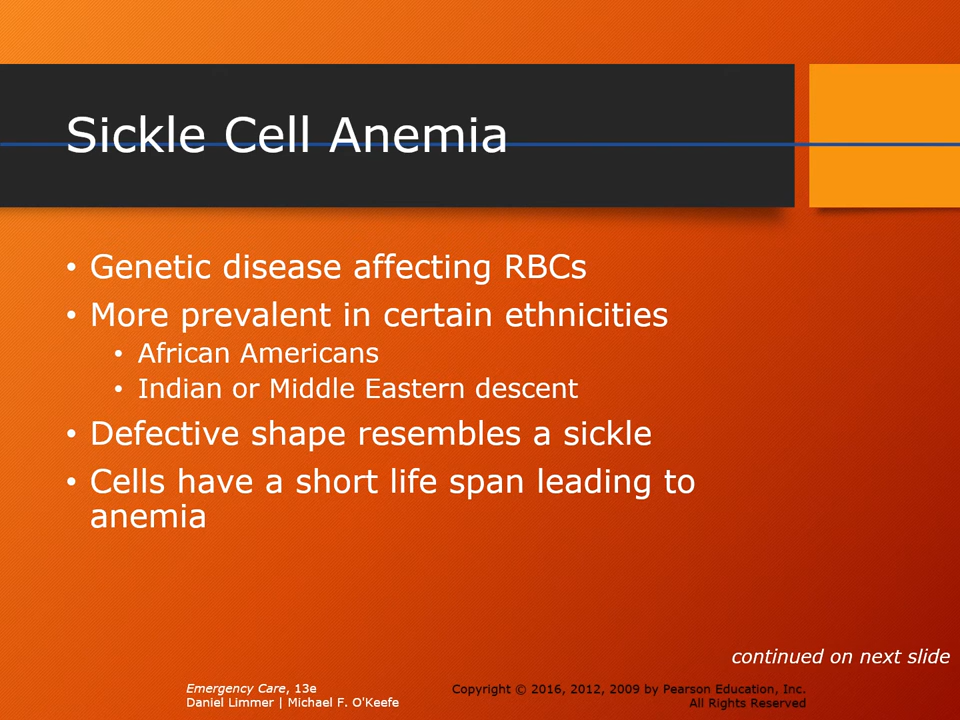 Sickle Cell Anemia
• Genetic disease affecting RBCs
• More prevalent in certain ethnicities
• African Americans
• Indian or Middle Eastern descent
• Defective shape resembles a sickle
• Cells have a short life span leading to
anemia
continued on next slide
Emergency Care, 13e
Daniel Limmer | Michael F. O'Keefe
Copyright © 2016, 2012, 2009 by Pearson Education, Inc.
All Rights Reserved